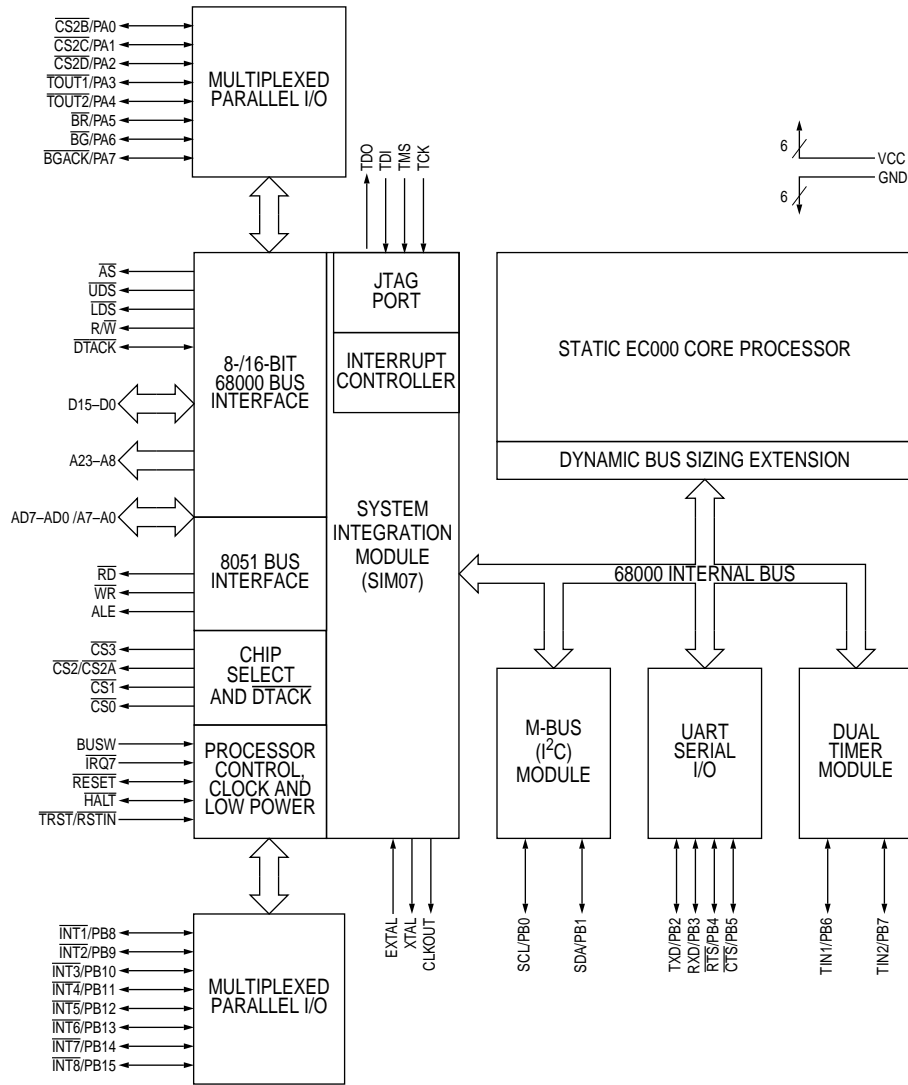 CS2B/PA0
CS2C/PA1
CS2D/PA2
TOUT1/PA3
TOUT2/PA4
BR/PA5
BG/PA6
BGACK/PA7
MULTIPLEXED
PARALLEL I/O
TDO
TDI
TMS
TCK
6
VCC
GND
6
AS
UDS
LDS
R/W
DTACK
D15–D0
A23–A8
AD7–AD0 /A7–A0
RD
WR
ALE
CS3
CS2/CS2A
CS1
CS0
BUSW
IRQ7
RESET
HALT
TRST/RSTIN
8-/16-BIT
68000 BUS
INTERFACE
8051 BUS
INTERFACE
CHIP
SELECT
AND DTACK
PROCESSOR
CONTROL,
CLOCK AND
LOW POWER
JTAG
PORT
INTERRUPT
CONTROLLER
SYSTEM
INTEGRATION
MODULE
(SIM07)
STATIC EC000 CORE PROCESSOR
DYNAMIC BUS SIZING EXTENSION
68000 INTERNAL BUS
M-BUS
(I²C)
MODULE
UART
SERIAL
I/O
DUAL
TIMER
MODULE
EXTAL
XTAL
CLKOUT
SCL/PB0
SDA/PB1
TXD/PB2
RXD/PB3
RTS/PB4
CTS/PB5
TIN1/PB6
TIN2/PB7
INT1/PB8
INT2/PB9
INT3/PB10
INT4/PB11
INT5/PB12
INT6/PB13
INT7/PB14
INT8/PB15
MULTIPLEXED
PARALLEL I/O